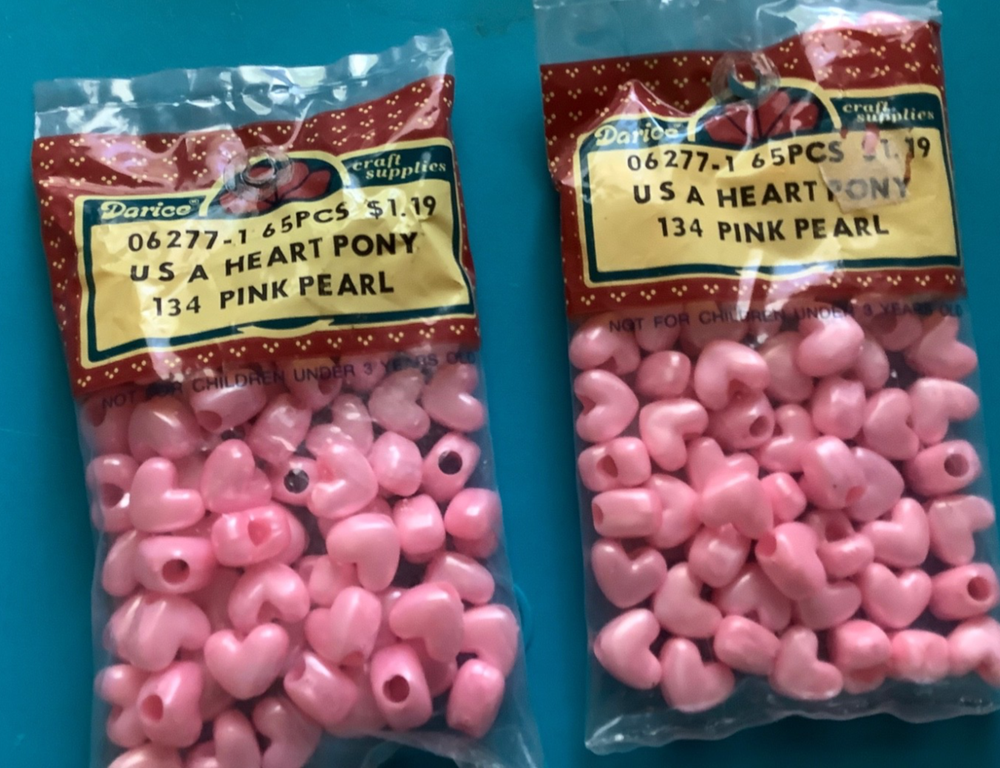 Darice craft supplies
06277-1 65PCS $1.19
USA HEART PONY
134 PINK PEARL
NOT FOR CHILDREN UNDER 3 YEARS OLD
Darice craft supplies
06277-1 65PCS $1.19
USA HEART PONY
134 PINK PEARL
NOT FOR CHILDREN UNDER 3 YEARS OLD